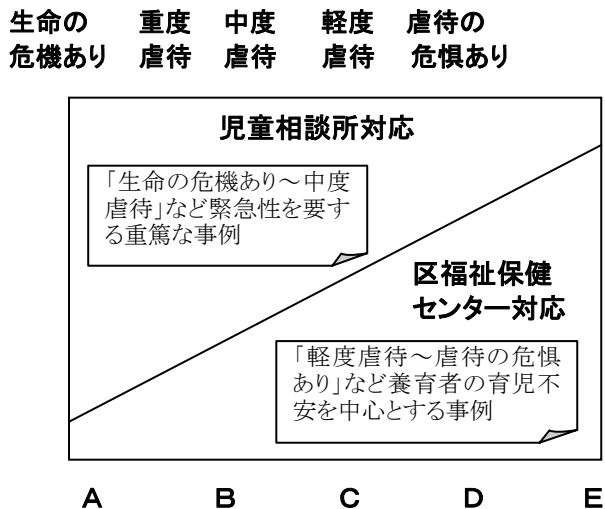 生命の 重度 中度 軽度 虐待の
危機あり 虐待 虐待 虐待 危惧あり
児童相談所対応
「生命の危機あり～中度
虐待」など緊急性を要す
る重篤な事例
区福祉保健
センター対応
「軽度虐待～虐待の危惧
あり」など養育者の育児不
安を中心とする事例
A B C D E